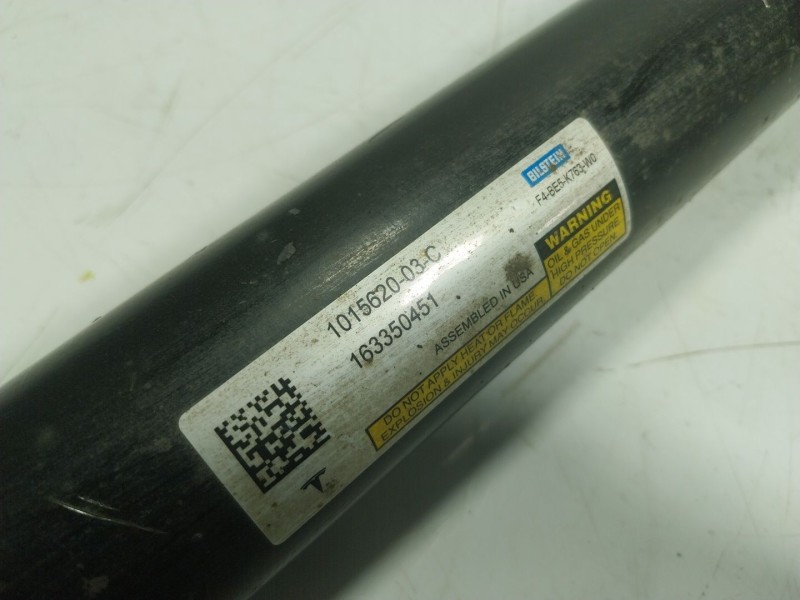 BILSTEIN
F4-BE5-K763-W0
1015620-03-C
163350451
ASSEMBLED IN USA
WARNING
OIL & GAS UNDER
HIGH PRESSURE
DO NOT OPEN.
DO NOT APPLY HEAT OR FLAME
EXPLOSION & INJURY MAY OCCUR.